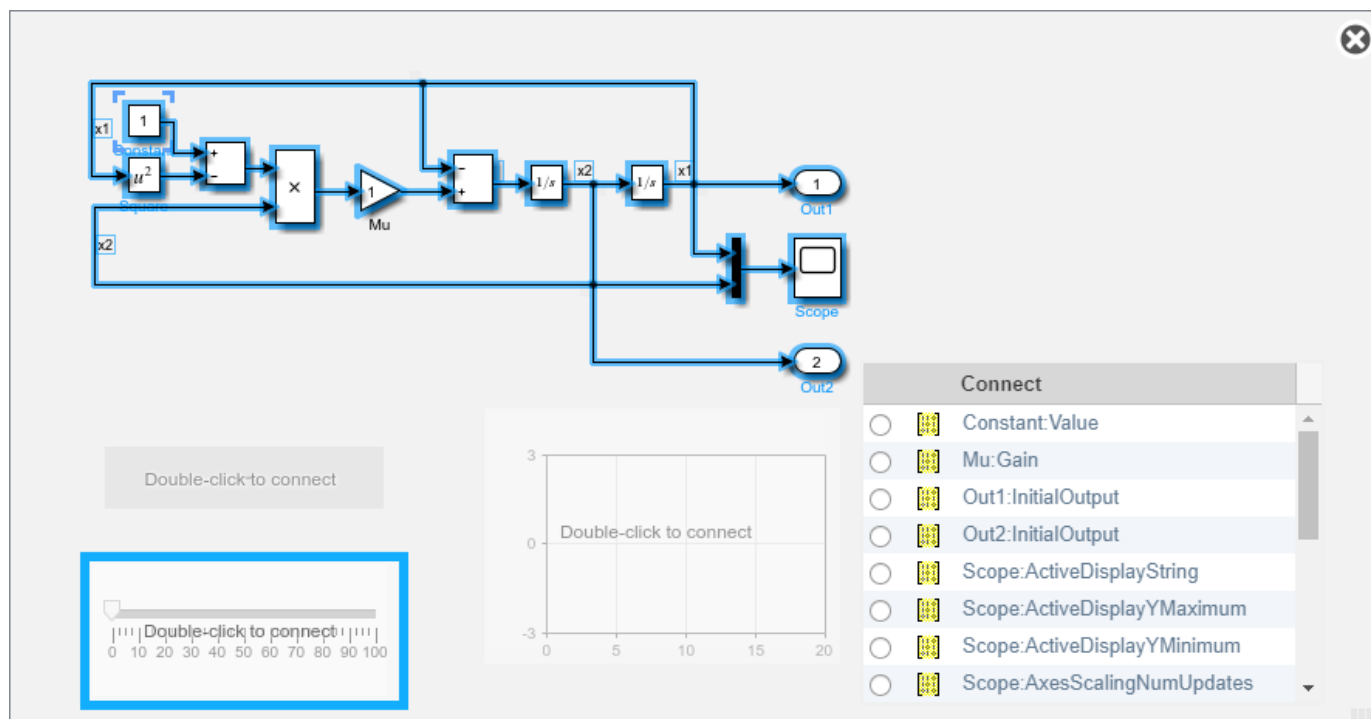 x1
1
Constant
+
−
u²
Square
×
1
Mu
−
+
1/s
x2
1/s
x1
1
Out1
x2
Scope
2
Out2
Connect
Constant:Value
Mu:Gain
Out1:InitialOutput
Out2:InitialOutput
Scope:ActiveDisplayString
Scope:ActiveDisplayYMaximum
Scope:ActiveDisplayYMinimum
Scope:AxesScalingNumUpdates
Double-click to connect
3
0
-3
Double-click to connect
0 5 10 15 20
Double-click to connect
0 10 20 30 40 50 60 70 80 90 100